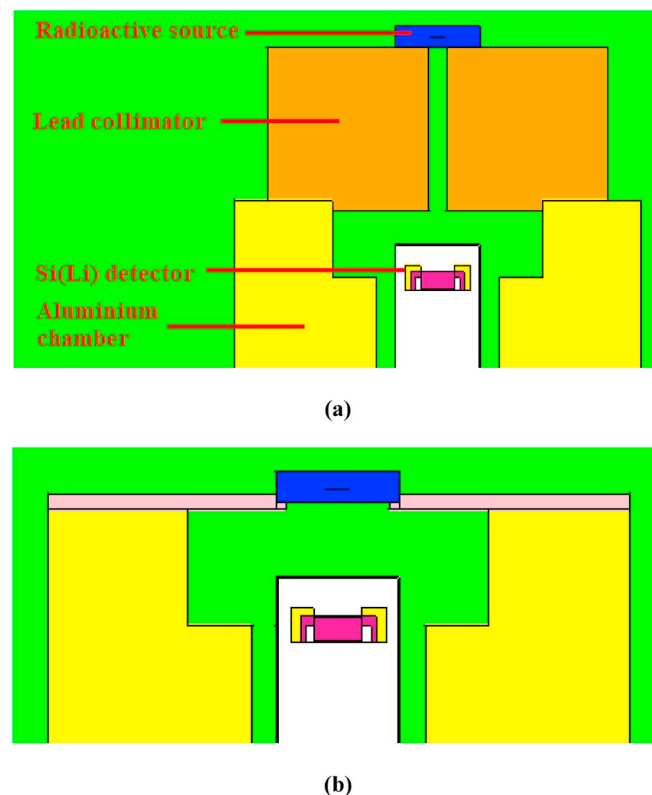 Radioactive source
Lead collimator
Si(Li) detector
Aluminium
chamber
(a)
(b)